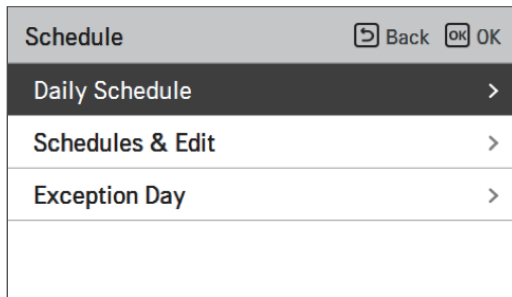 Schedule Back OK OK
Daily Schedule >
Schedules & Edit >
Exception Day >